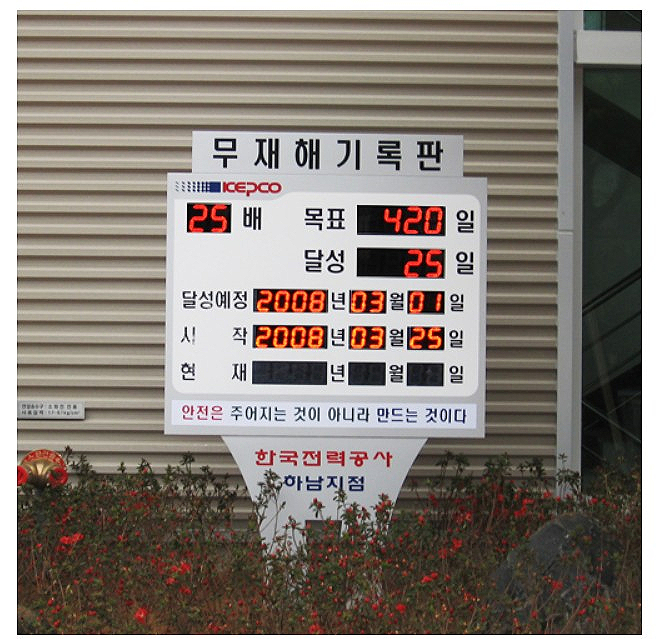 무재해기록판
KEPCO
25 배 목표 420 일
달성 25 일
달성예정 2008 년 03 월 01 일
시 작 2008 년 03 월 25 일
현 재 년 월 일
안전은 주어지는 것이 아니라 만드는 것이다
한국전력공사
하남지점